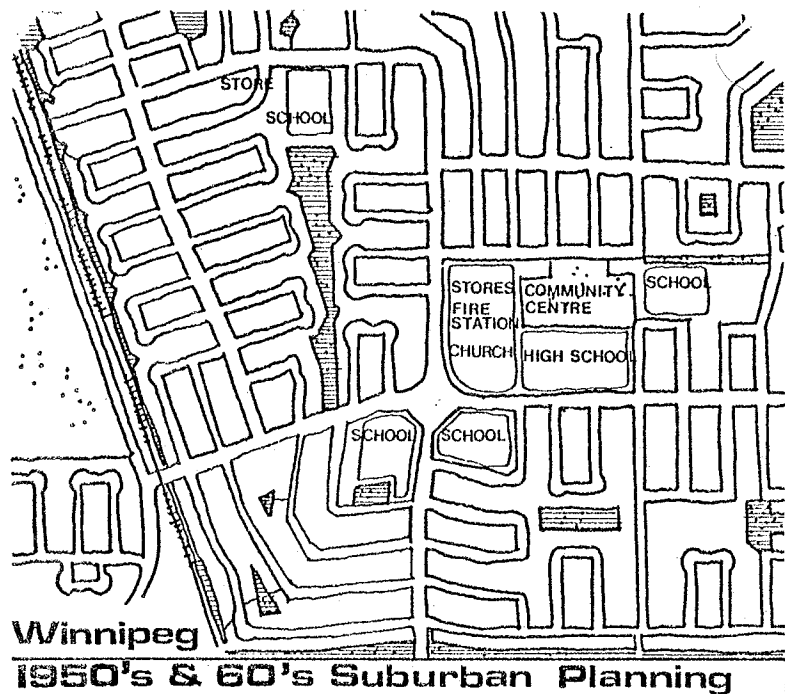 STORE
SCHOOL
STORES
FIRE
STATION
CHURCH
COMMUNITY
CENTRE
HIGH SCHOOL
SCHOOL
SCHOOL
SCHOOL
Winnipeg
1950's & 60's Suburban Planning